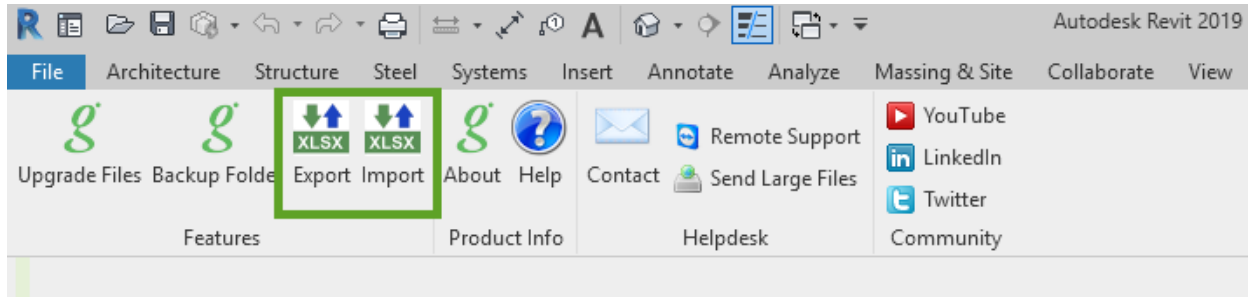 Autodesk Revit 2019
File Architecture Structure Steel Systems Insert Annotate Analyze Massing & Site Collaborate View
g g XLSX XLSX g ?
Upgrade Files Backup Folde Export Import About Help Contact
Remote Support
Send Large Files
YouTube
in LinkedIn
Twitter
Features Product Info Helpdesk Community